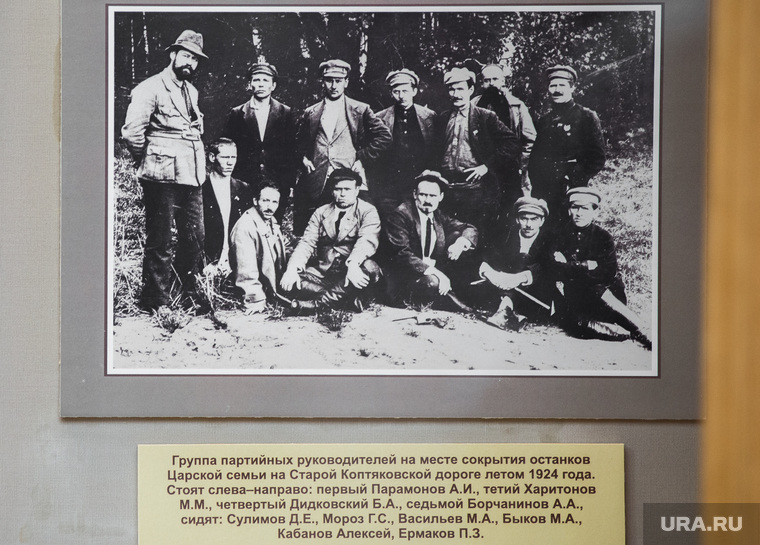 Группа партийных руководителей на месте сокрытия останков
Царской семьи на Старой Коптяковской дороге летом 1924 года.
Стоят слева–направо: первый Парамонов А.И., тетий Харитонов
М.М., четвертый Дидковский Б.А., седьмой Борчанинов А.А.,
сидят: Сулимов Д.Е., Мороз Г.С., Васильев М.А., Быков М.А.,
Кабанов Алексей, Ермаков П.З.
URA.RU